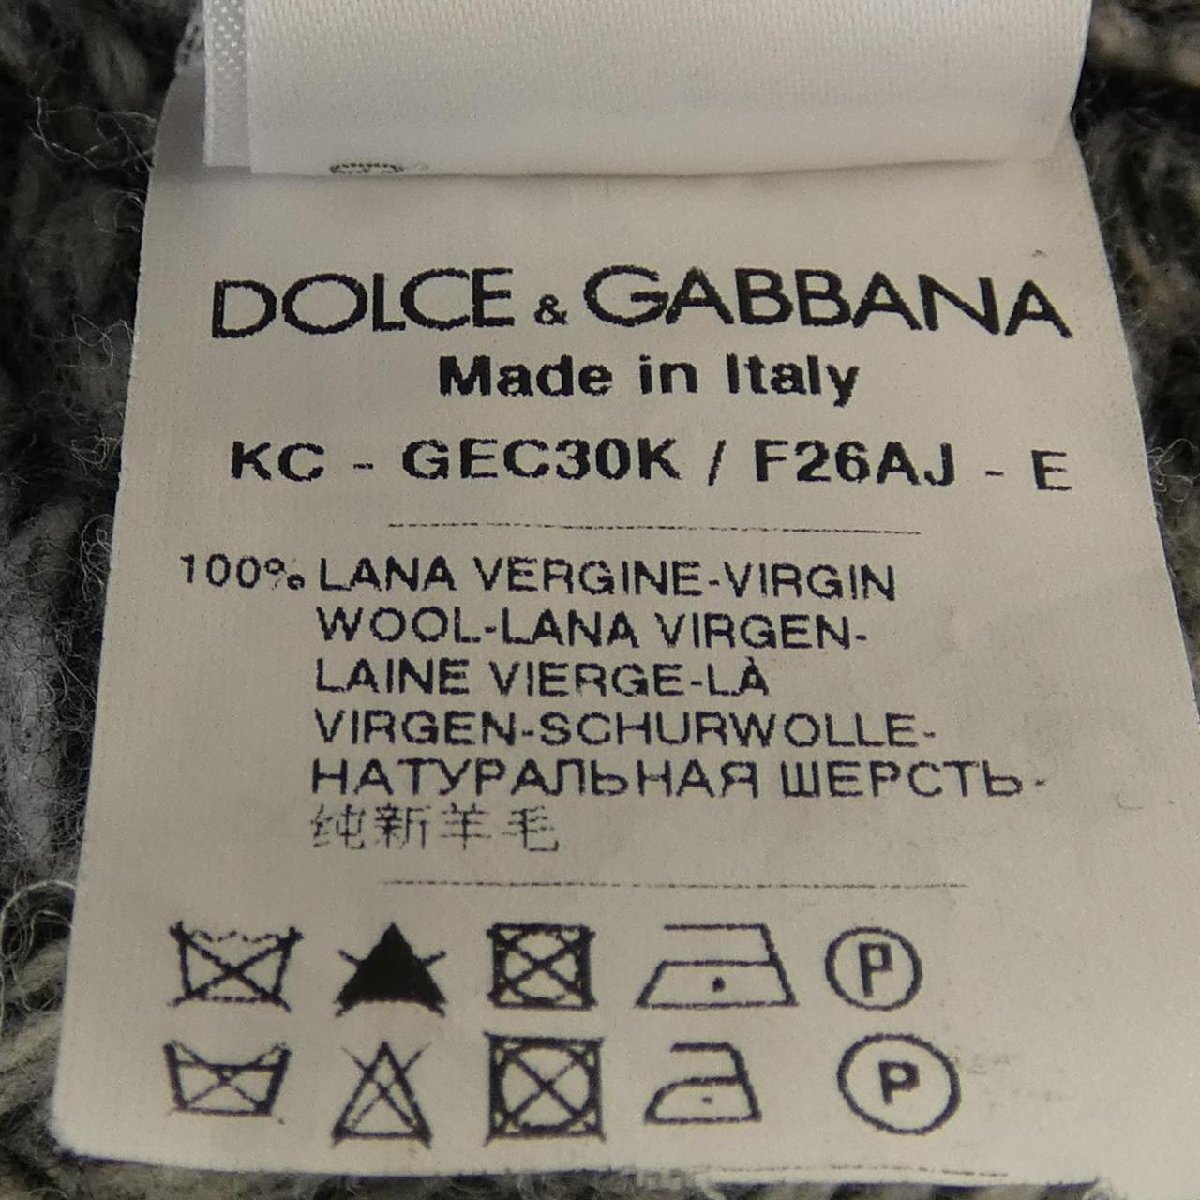 DOLCE & GABBANA
Made in Italy
KC - GEC30K / F26AJ - E
100% LANA VERGINE-VIRGIN
WOOL-LANA VIRGEN-
LAINE VIERGE-LÀ
VIRGEN-SCHURWOLLE-
НАТУРАЛЬНАЯ ШЕРСТЬ-
纯新羊毛
P
P